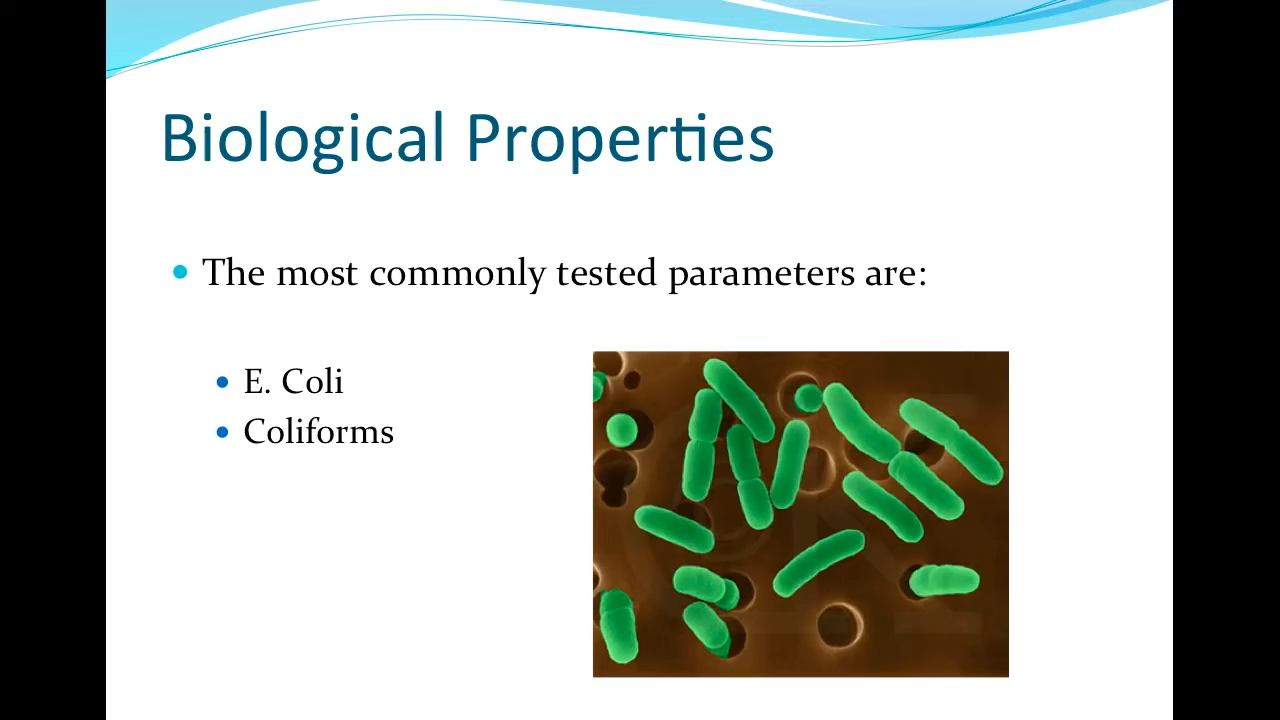 Biological Properties
The most commonly tested parameters are:
E. Coli
Coliforms